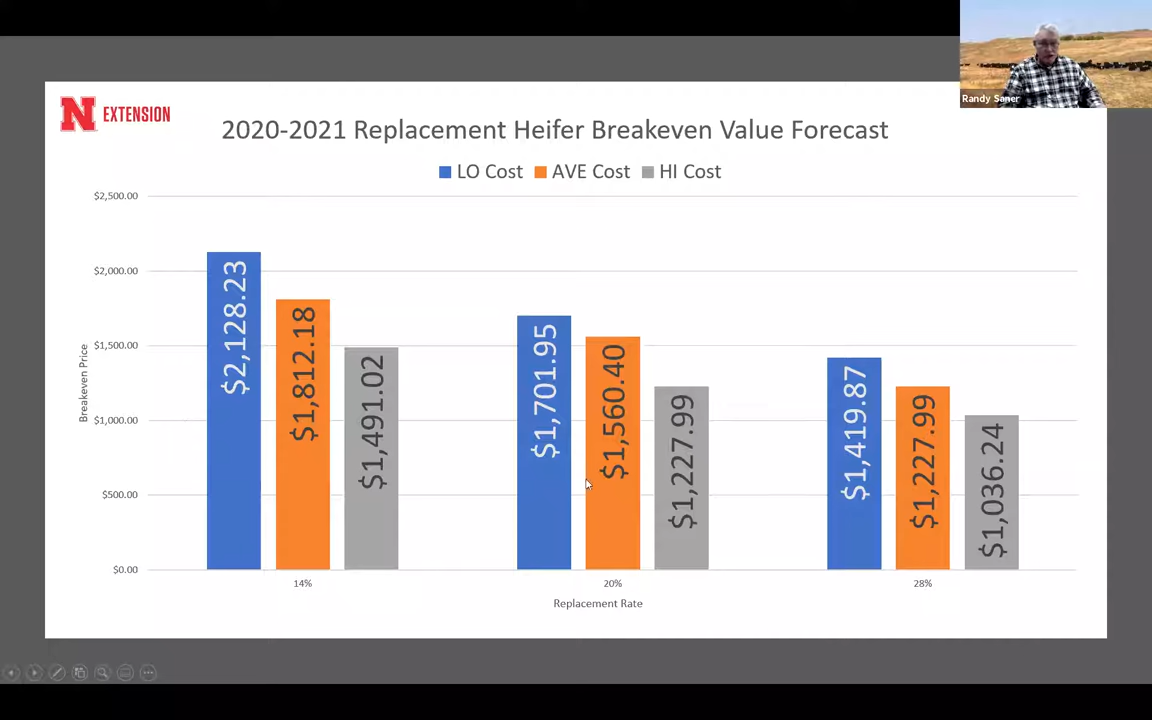 Randy Saner
N EXTENSION
2020-2021 Replacement Heifer Breakeven Value Forecast
LO Cost AVE Cost HI Cost
Breakeven Price
$2,500.00
$2,000.00
$1,500.00
$1,000.00
$500.00
$0.00
$2,128.23
$1,812.18
$1,491.02
$1,701.95
$1,560.40
$1,227.99
$1,419.87
$1,227.99
$1,036.24
14% 20% 28%
Replacement Rate